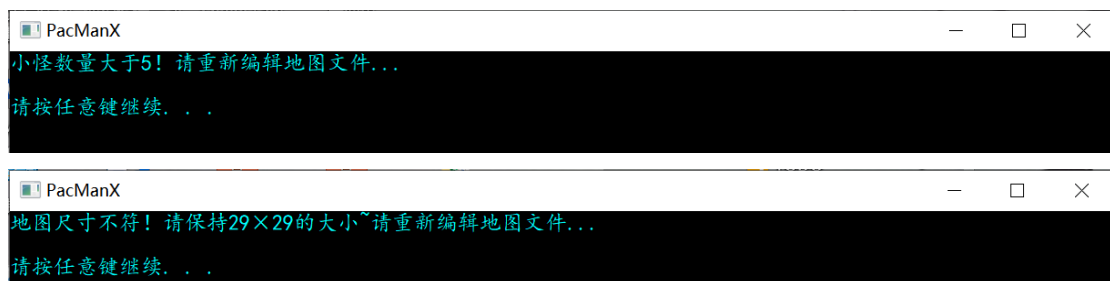 PacManX
小怪数量大于5! 请重新编辑地图文件...
请按任意键继续. . .
PacManX
地图尺寸不符! 请保持29×29的大小~请重新编辑地图文件...
请按任意键继续. . .